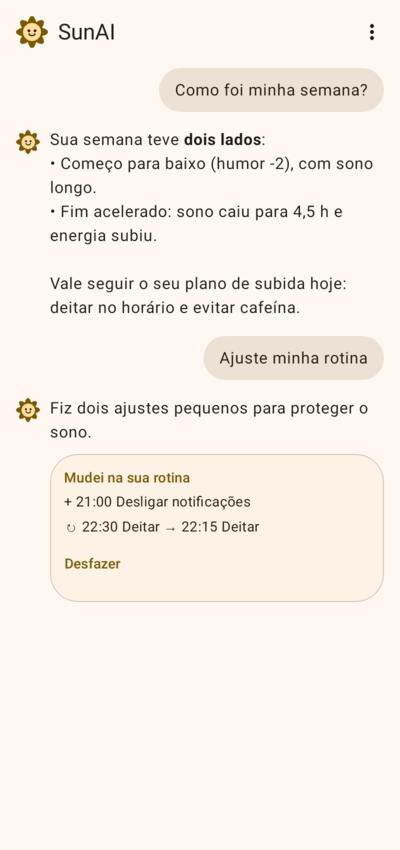 SunAI
Como foi minha semana?
Sua semana teve dois lados:
• Começo para baixo (humor -2), com sono
longo.
• Fim acelerado: sono caiu para 4,5 h e
energia subiu.
Vale seguir o seu plano de subida hoje:
deitar no horário e evitar cafeína.
Ajuste minha rotina
Fiz dois ajustes pequenos para proteger o
sono.
Mudei na sua rotina
+ 21:00 Desligar notificações
↻ 22:30 Deitar → 22:15 Deitar
Desfazer